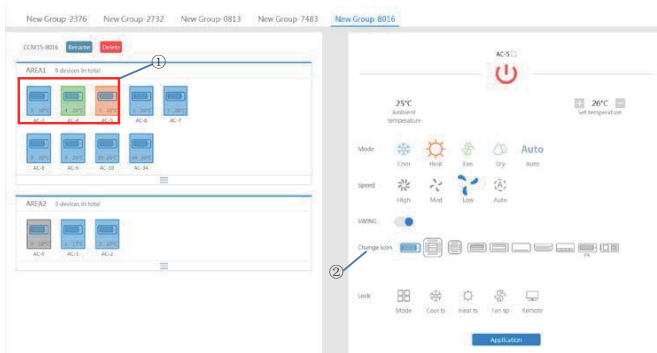 New Group-2376 New Group-2732 New Group-0813 New Group-7483 New Group-8016
CCM15-8016 Rename Delete
①
AREA1 9 devices in total
AC-3 AC-4 AC-5 AC-6 AC-7
AC-8 AC-9 AC-10 AC-34
AREA2 3 devices in total
AC-0 AC-1 AC-2
AC-5
25°C
Ambient
temperature
26°C
Set temperature
Mode
Auto
Cool Heat Fan Dry Auto
Speed
High Med Low Auto
SWING
Change icon
②
Lock
Mode Cool ts Heat ts Fan sp Remote
Application